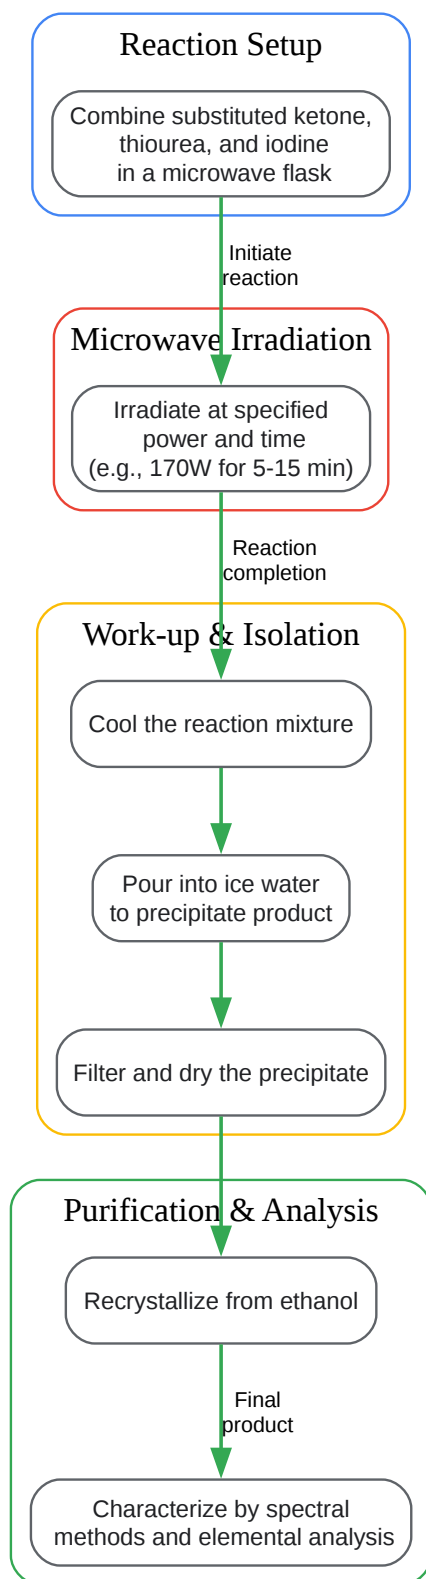 Reaction Setup
Combine substituted ketone,
thiourea, and iodine
in a microwave flask
Initiate
reaction
Microwave Irradiation
Irradiate at specified
power and time
(e.g., 170W for 5-15 min)
Reaction
completion
Work-up & Isolation
Cool the reaction mixture
Pour into ice water
to precipitate product
Filter and dry the precipitate
Purification & Analysis
Recrystallize from ethanol
Final
product
Characterize by spectral
methods and elemental analysis